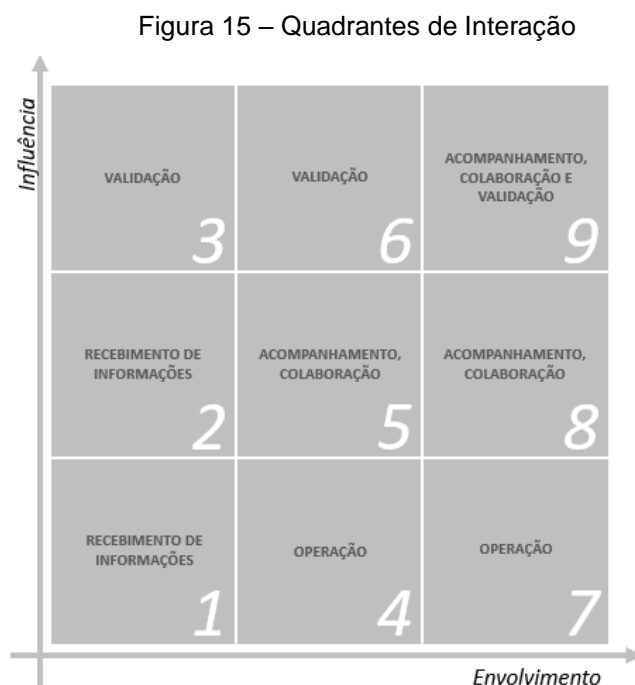 Figura 15 – Quadrantes de Interação
Influência
VALIDAÇÃO
3
VALIDAÇÃO
6
ACOMPANHAMENTO,
COLABORAÇÃO E
VALIDAÇÃO
9
RECEBIMENTO DE
INFORMAÇÕES
2
ACOMPANHAMENTO,
COLABORAÇÃO
5
ACOMPANHAMENTO,
COLABORAÇÃO
8
RECEBIMENTO DE
INFORMAÇÕES
1
OPERAÇÃO
4
OPERAÇÃO
7
Envolvimento